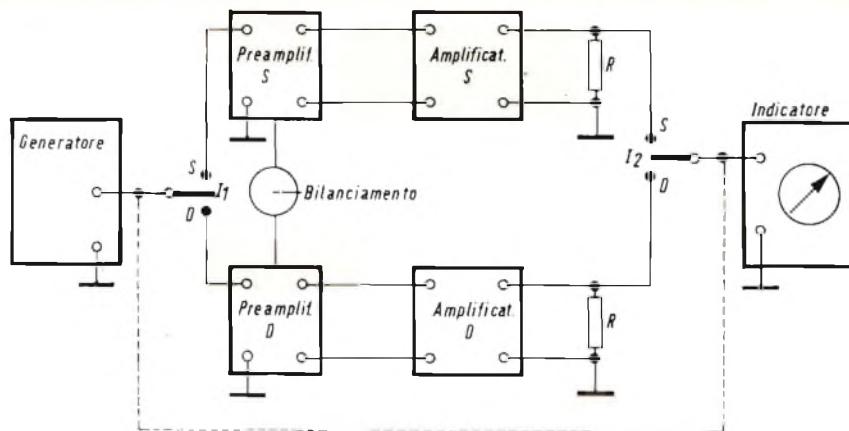 Preamplif.
S
Amplificat.
S
R
Generatore
S
I1
D
Bilanciamento
S
I2
D
Indicatore
Preamplif.
D
Amplificat.
D
R